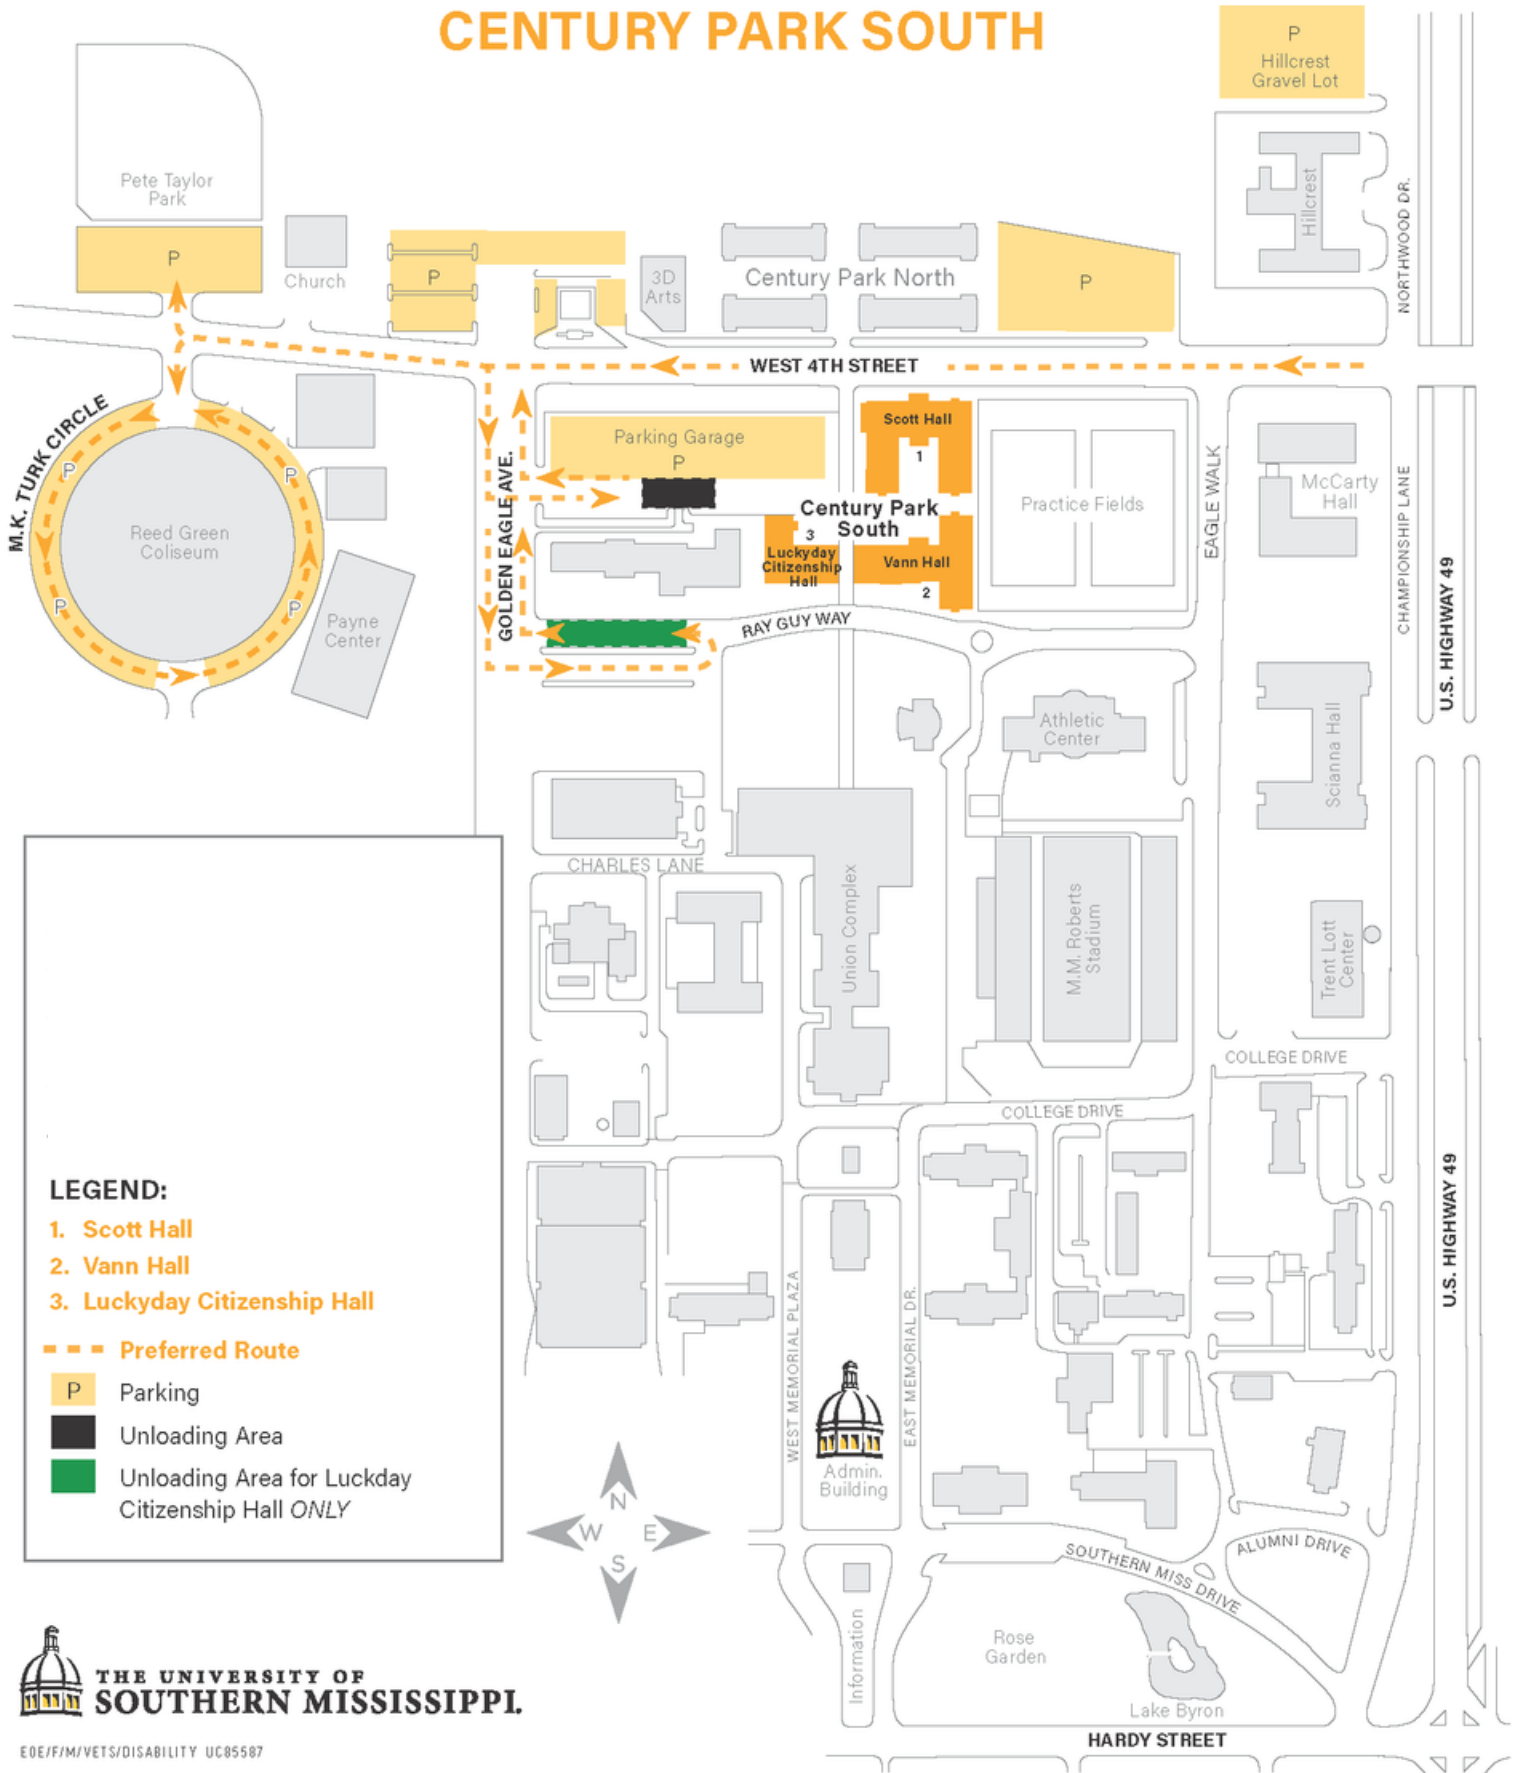 CENTURY PARK SOUTH
P
Hillcrest
Gravel Lot
Pete Taylor
Park
P
Church
P
3D
Arts
Century Park North
P
Hillcrest
NORTHWOOD DR.
WEST 4TH STREET
M.K. TURK CIRCLE
P
P
P
P
Reed Green
Coliseum
Payne
Center
GOLDEN EAGLE AVE.
Parking Garage
P
Scott Hall
1
Century Park
South
3
Luckyday
Citizenship
Hall
Vann Hall
2
Practice Fields
EAGLE WALK
McCarty
Hall
CHAMPIONSHIP LANE
U.S. HIGHWAY 49
RAY GUY WAY
Athletic
Center
Scianna Hall
CHARLES LANE
Union Complex
M.M. Roberts
Stadium
Trent Lott
Center
COLLEGE DRIVE
COLLEGE DRIVE
U.S. HIGHWAY 49
LEGEND:
1. Scott Hall
2. Vann Hall
3. Luckyday Citizenship Hall
Preferred Route
P Parking
Unloading Area
Unloading Area for Luckday
Citizenship Hall ONLY
N
W E
S
WEST MEMORIAL PLAZA
EAST MEMORIAL DR.
Admin.
Building
SOUTHERN MISS DRIVE
ALUMNI DRIVE
Information
Rose
Garden
Lake Byron
HARDY STREET
THE UNIVERSITY OF
SOUTHERN MISSISSIPPI.
EOE/F/M/VETS/DISABILITY UC85587